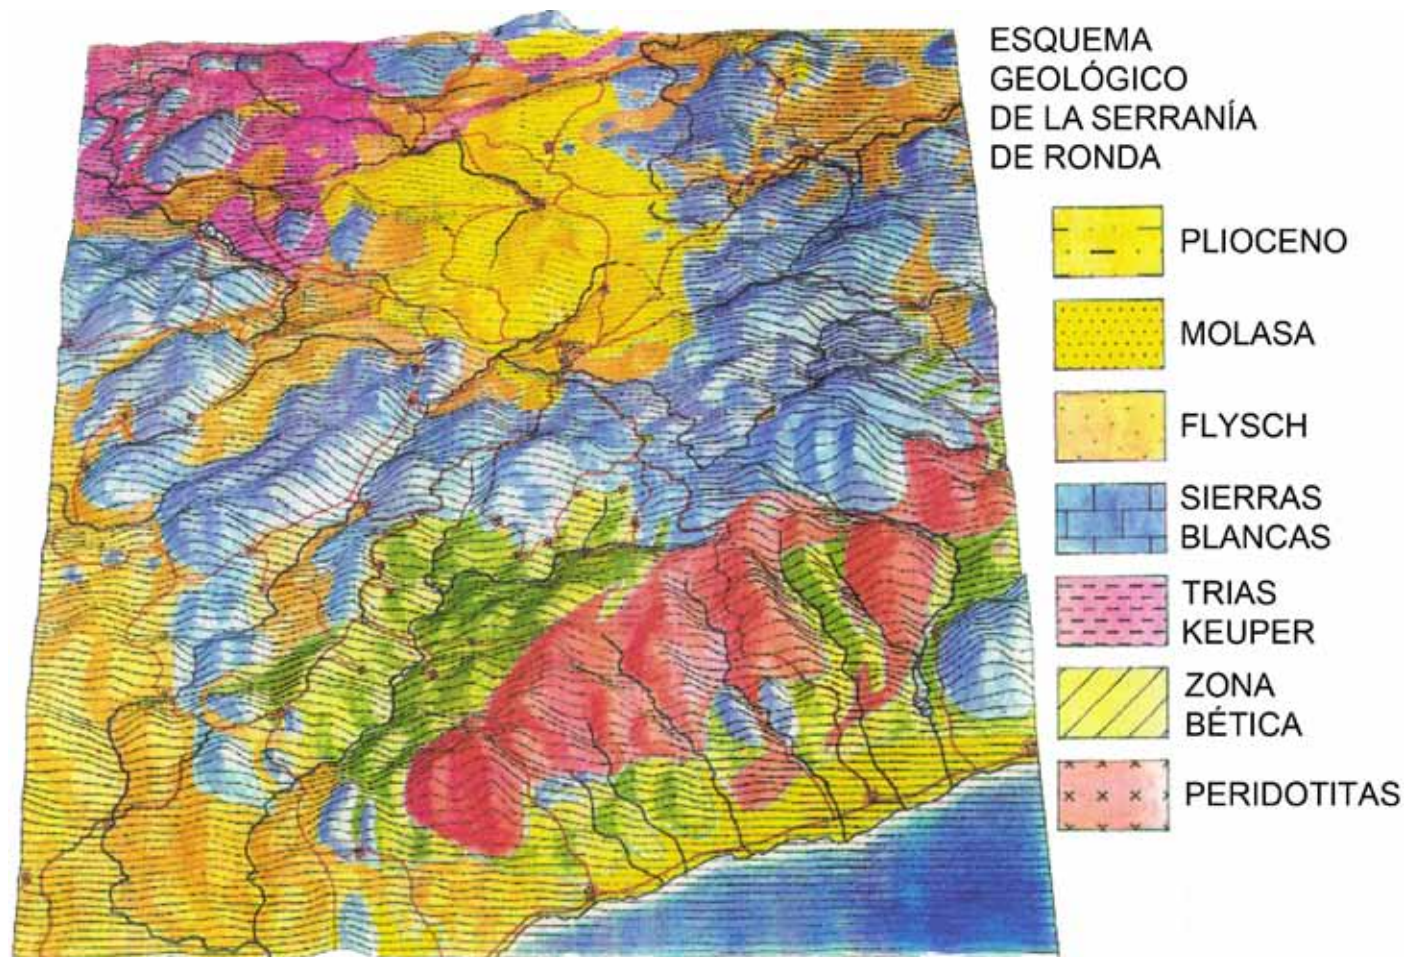 ESQUEMA
GEOLÓGICO
DE LA SERRANÍA
DE RONDA
PLIOCENO
MOLASA
FLYSCH
SIERRAS
BLANCAS
TRIAS
KEUPER
ZONA
BÉTICA
PERIDOTITAS